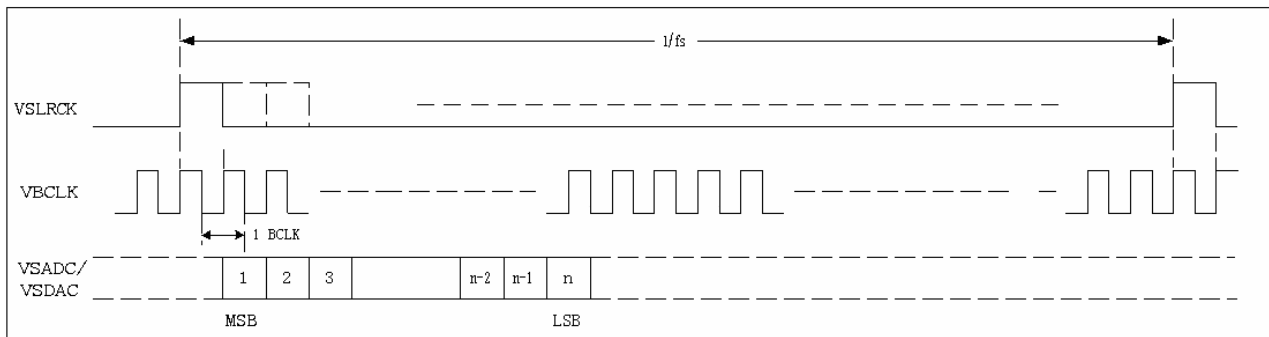 1/fs
VSLRCK
VBCLK
1 BCLK
VSADC/
VSDAC
1 2 3 n-2 n-1 n
MSB LSB